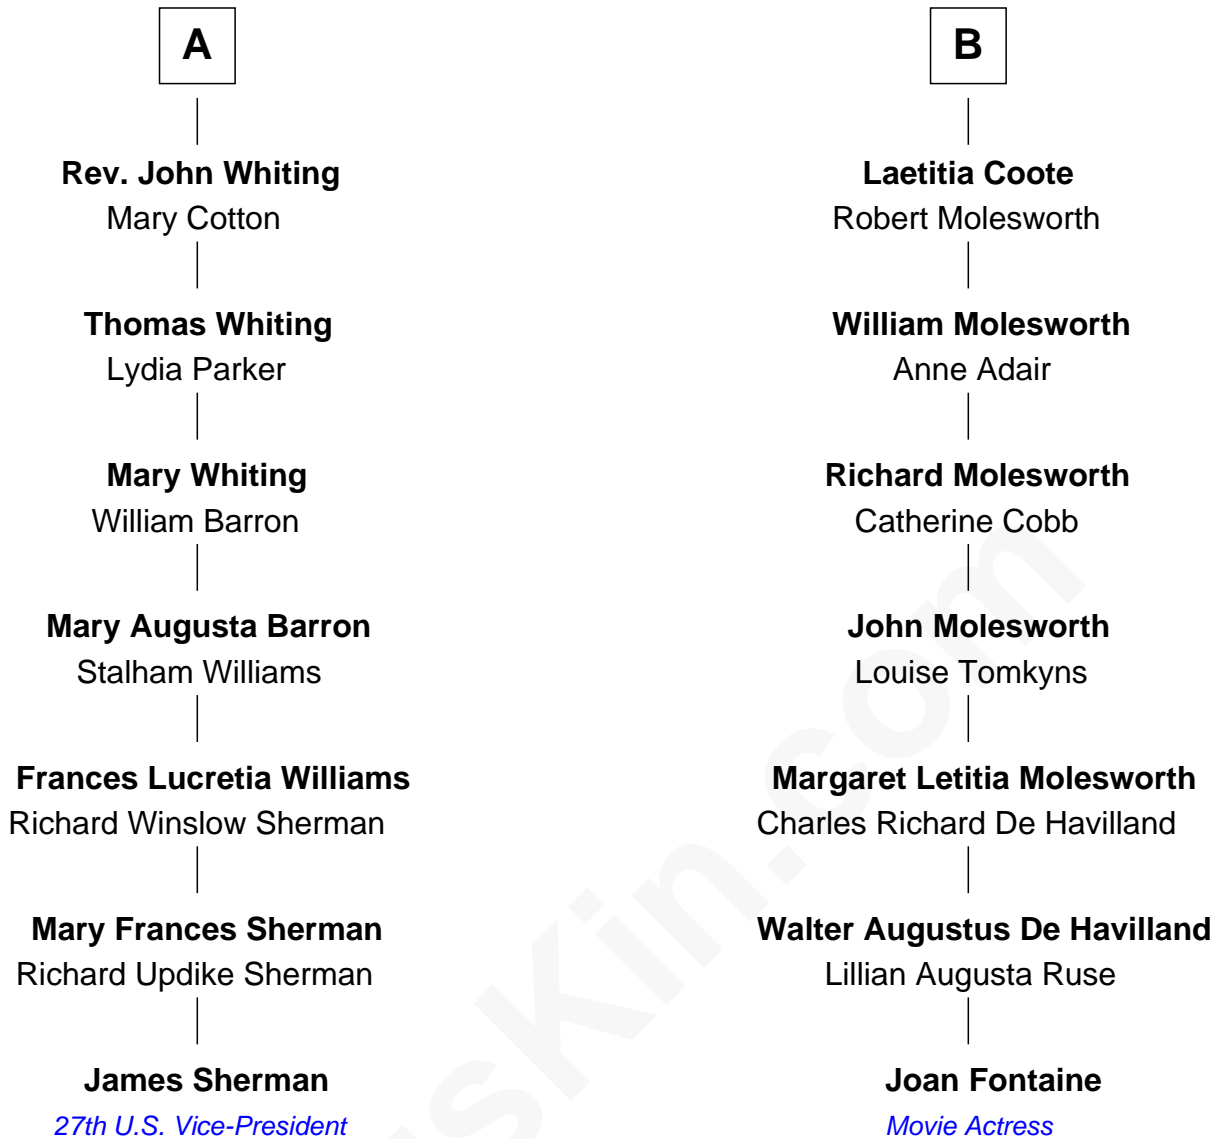 A
B
Rev. John Whiting
Mary Cotton
Laetitia Coote
Robert Molesworth
Thomas Whiting
Lydia Parker
William Molesworth
Anne Adair
Mary Whiting
William Barron
Richard Molesworth
Catherine Cobb
Mary Augusta Barron
Stalham Williams
John Molesworth
Louise Tomkyns
Frances Lucretia Williams
Richard Winslow Sherman
Margaret Letitia Molesworth
Charles Richard De Havilland
Mary Frances Sherman
Richard Updike Sherman
Walter Augustus De Havilland
Lillian Augusta Ruse
James Sherman
27th U.S. Vice-President
Joan Fontaine
Movie Actress
sKin.com